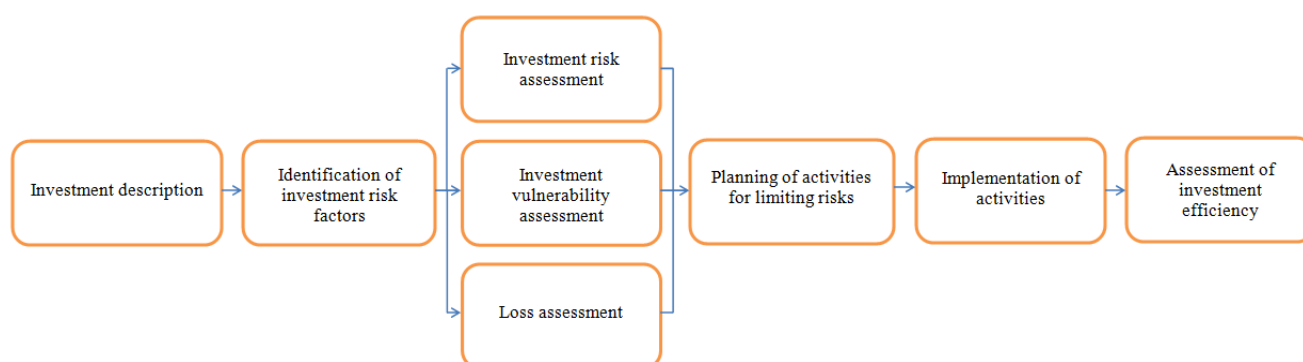 Investment description
Identification of
investment risk
factors
Investment risk
assessment
Investment
vulnerability
assessment
Loss assessment
Planning of activities
for limiting risks
Implementation of
activities
Assessment of
investment
efficiency